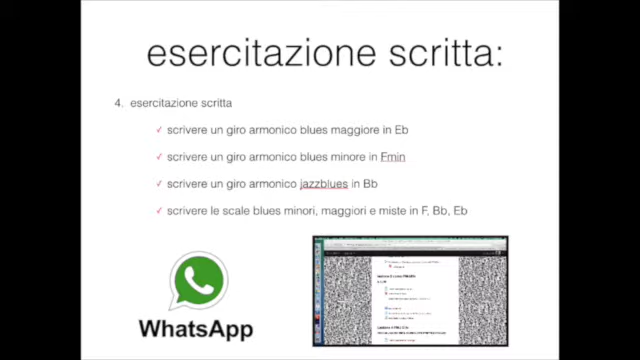 esercitazione scritta:
4. esercitazione scritta
✓ scrivere un giro armonico blues maggiore in Eb
✓ scrivere un giro armonico blues minore in Fmin
✓ scrivere un giro armonico jazzblues in Bb
✓ scrivere le scale blues minori, maggiori e miste in F, Bb, Eb
WhatsApp